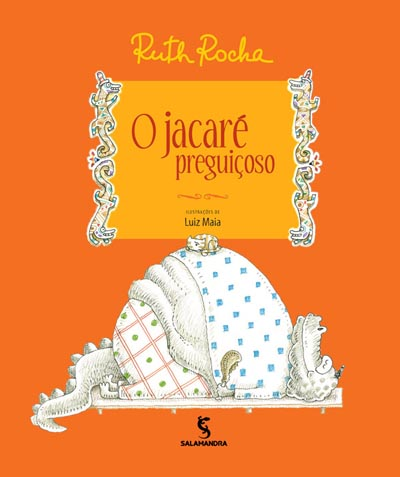 Ruth Rocha
O jacaré
preguiçoso
ILUSTRAÇÕES DE
Luiz Maia
SALAMANDRA